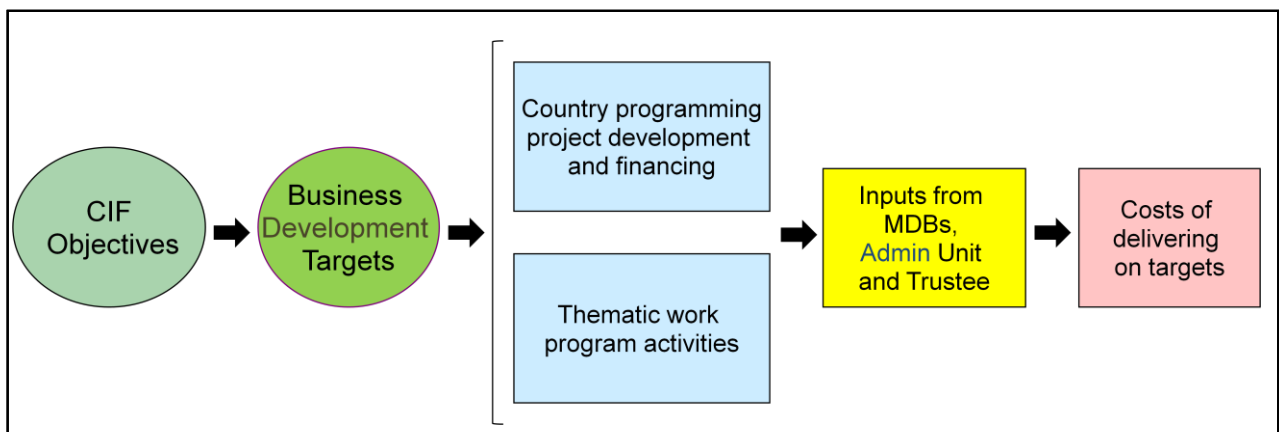 CIF
Objectives
Business
Development
Targets
Country programming
project development
and financing
Thematic work
program activities
Inputs from
MDBs,
Admin Unit
and Trustee
Costs of
delivering
on targets